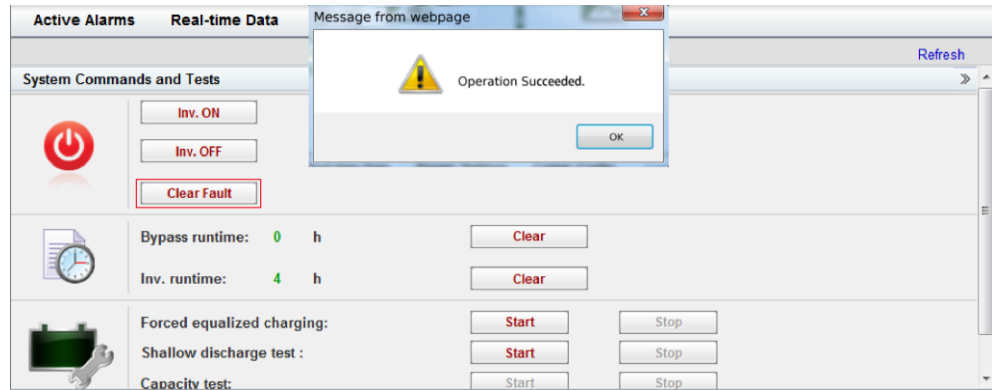 Active Alarms Real-time Data
Message from webpage
Operation Succeeded.
OK
Refresh
System Commands and Tests
Inv. ON
Inv. OFF
Clear Fault
Bypass runtime: 0 h Clear
Inv. runtime: 4 h Clear
Forced equalized charging: Start Stop
Shallow discharge test : Start Stop
Capacity test: Start Stop